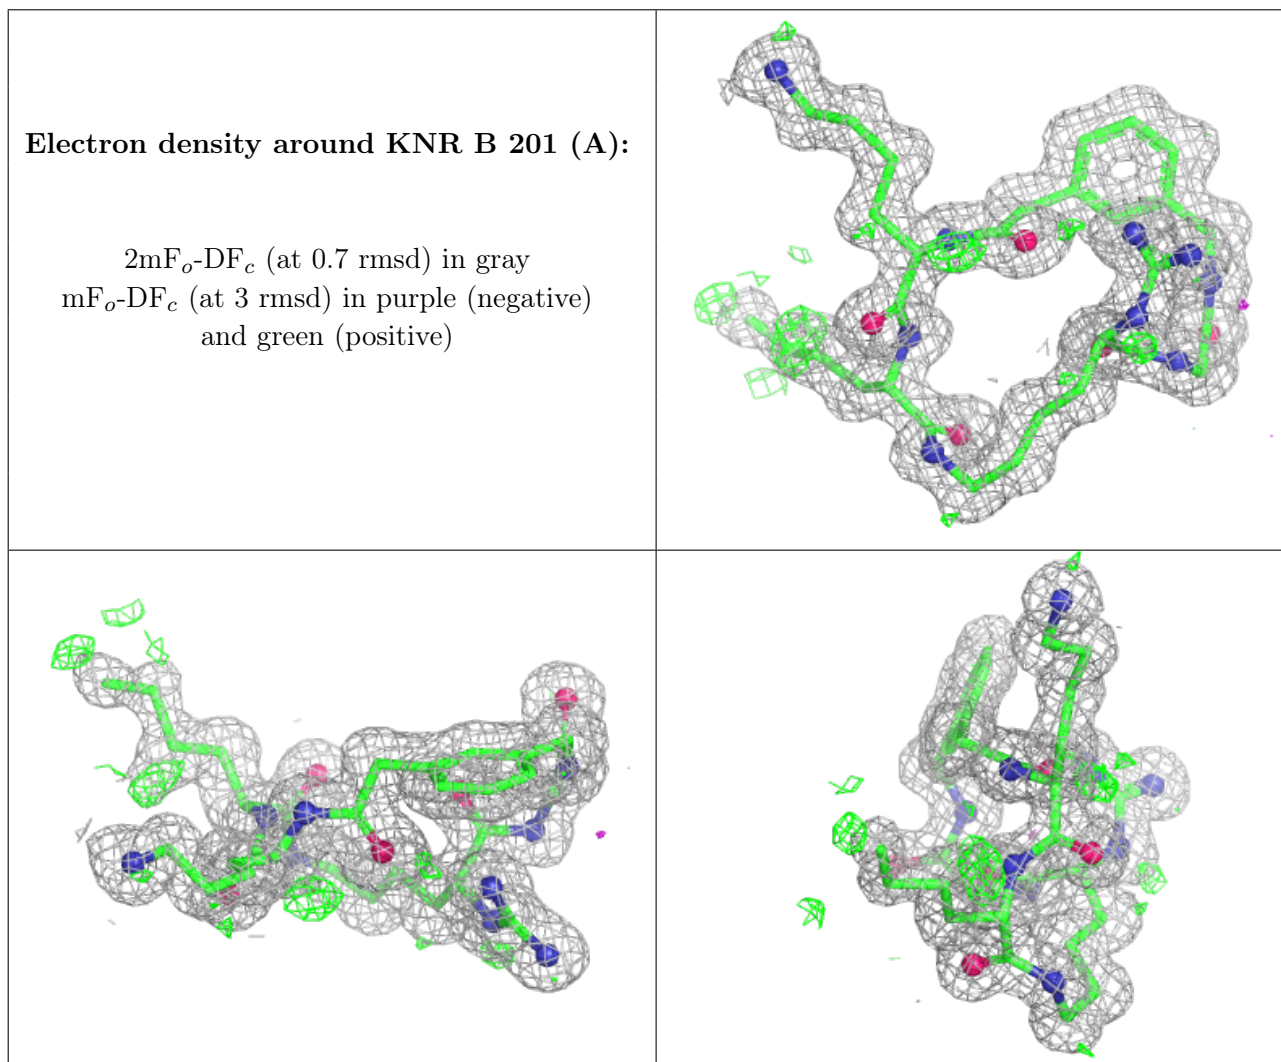 Electron density around KNR B 201 (A):
2mFₒ-DF𝒸 (at 0.7 rmsd) in gray
mFₒ-DF𝒸 (at 3 rmsd) in purple (negative)
and green (positive)